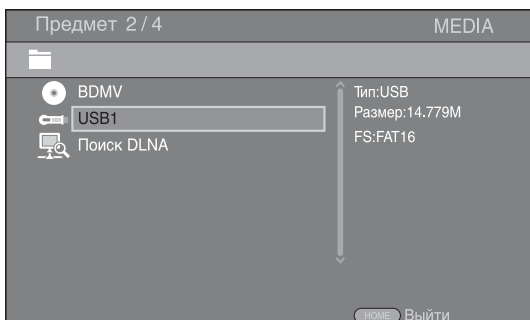 Предмет 2/4 MEDIA
BDMV
USB1
Поиск DLNA
Тип:USB
Размер:14.779M
FS:FAT16
HOME Выйти